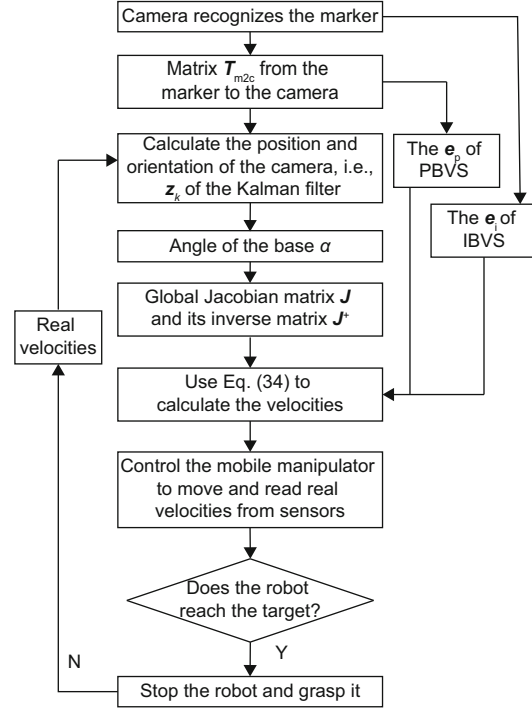 Camera recognizes the marker
Matrix T_m2c from the
marker to the camera
Calculate the position and
orientation of the camera, i.e.,
z_k of the Kalman filter
The e_p of
PBVS
The e_i of
IBVS
Angle of the base α
Global Jacobian matrix J
and its inverse matrix J⁺
Real
velocities
Use Eq. (34) to
calculate the velocities
Control the mobile manipulator
to move and read real
velocities from sensors
Does the robot
reach the target?
N
Y
Stop the robot and grasp it